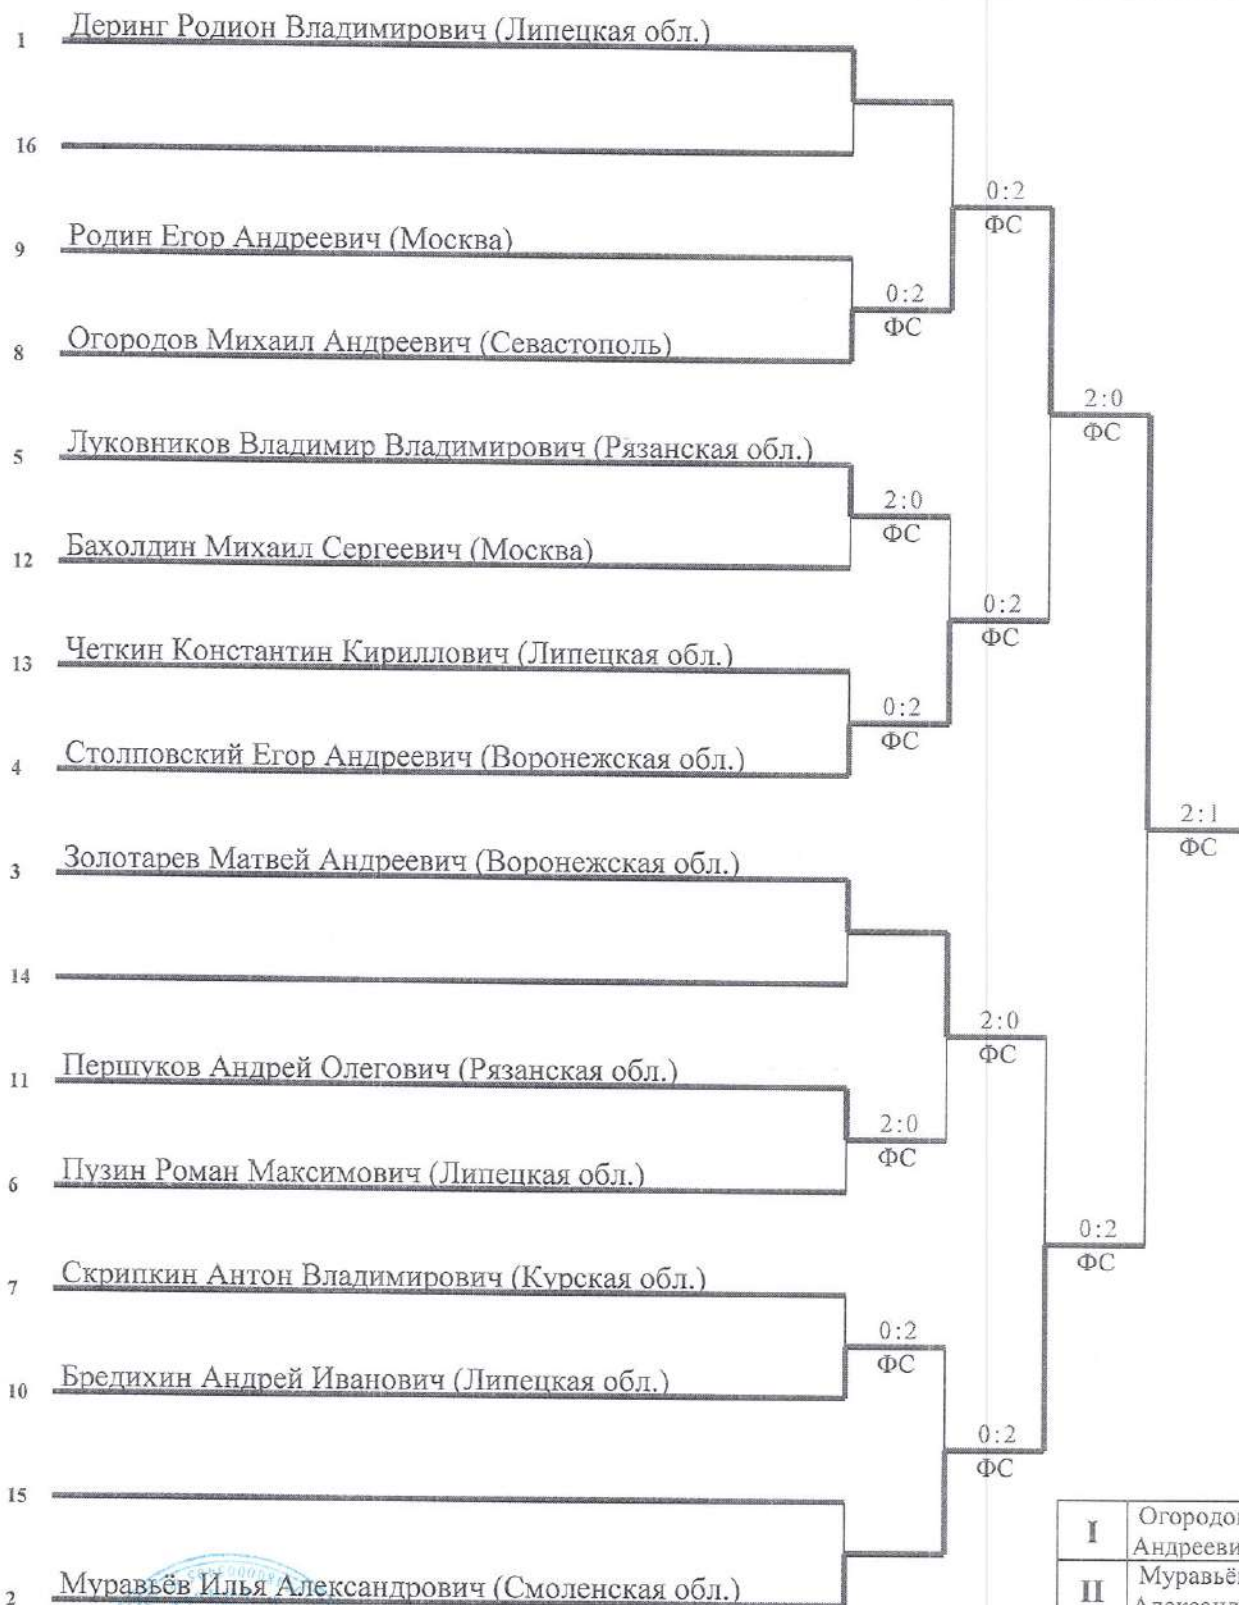 Деринг Родион Владимирович (Липецкая обл.)
1
16
0:2
ФС
Родин Егор Андреевич (Москва)
9
0:2
ФС
Огородов Михаил Андреевич (Севастополь)
8
2:0
ФС
Луковников Владимир Владимирович (Рязанская обл.)
5
2:0
ФС
Бахолдин Михаил Сергеевич (Москва)
12
0:2
ФС
Четкин Константин Кириллович (Липецкая обл.)
13
0:2
ФС
Столповский Егор Андреевич (Воронежская обл.)
4
2:1
ФС
Золотарев Матвей Андреевич (Воронежская обл.)
3
14
2:0
ФС
Першуков Андрей Олегович (Рязанская обл.)
11
2:0
ФС
Пузин Роман Максимович (Липецкая обл.)
6
0:2
ФС
Скрипкин Антон Владимирович (Курская обл.)
7
0:2
ФС
Бредихин Андрей Иванович (Липецкая обл.)
10
0:2
ФС
15
Муравьёв Илья Александрович (Смоленская обл.)
2
I
II